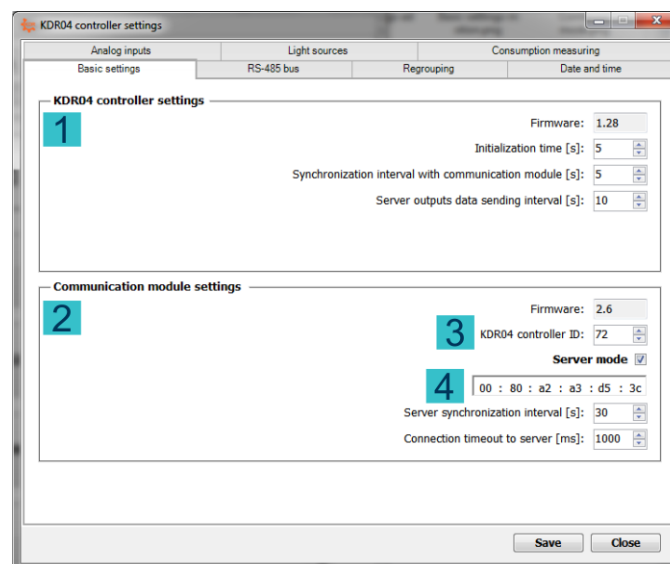 KDR04 controller settings
Analog inputs Light sources Consumption measuring
Basic settings RS-485 bus Regrouping Date and time
KDR04 controller settings
1
Firmware: 1.28
Initialization time [s]: 5
Synchronization interval with communication module [s]: 5
Server outputs data sending interval [s]: 10
Communication module settings
2
Firmware: 2.6
3 KDR04 controller ID: 72
Server mode
4 00 : 80 : a2 : a3 : d5 : 3c
Server synchronization interval [s]: 30
Connection timeout to server [ms]: 1000
Save Close